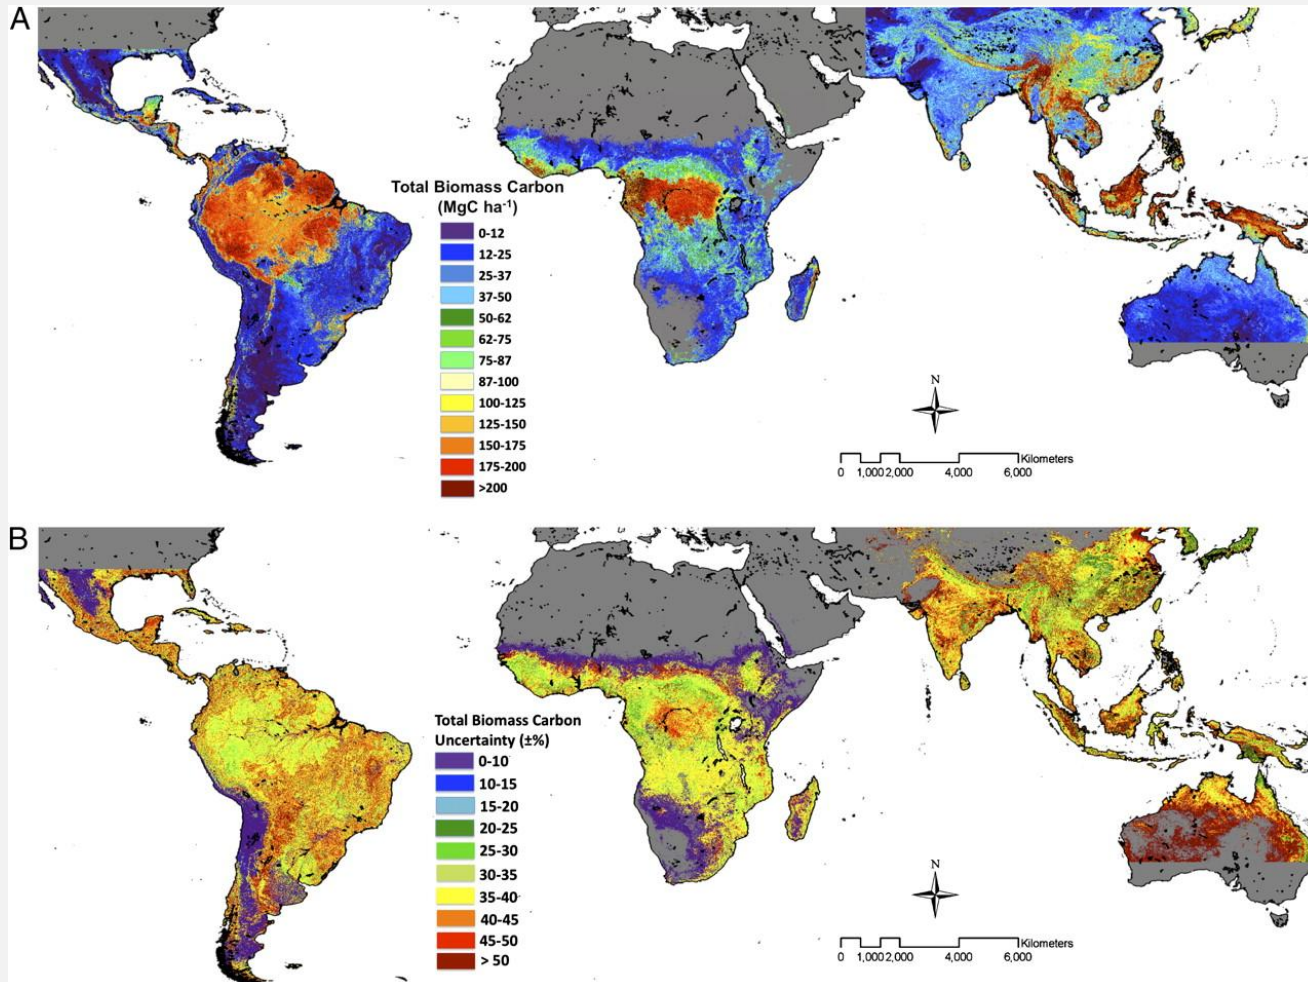 A
Total Biomass Carbon
(MgC ha⁻¹)
0-12
12-25
25-37
37-50
50-62
62-75
75-87
87-100
100-125
125-150
150-175
175-200
>200
N
Kilometers
0 1,000 2,000 4,000 6,000
B
Total Biomass Carbon
Uncertainty (±%)
0-10
10-15
15-20
20-25
25-30
30-35
35-40
40-45
45-50
> 50
N
Kilometers
0 1,000 2,000 4,000 6,000